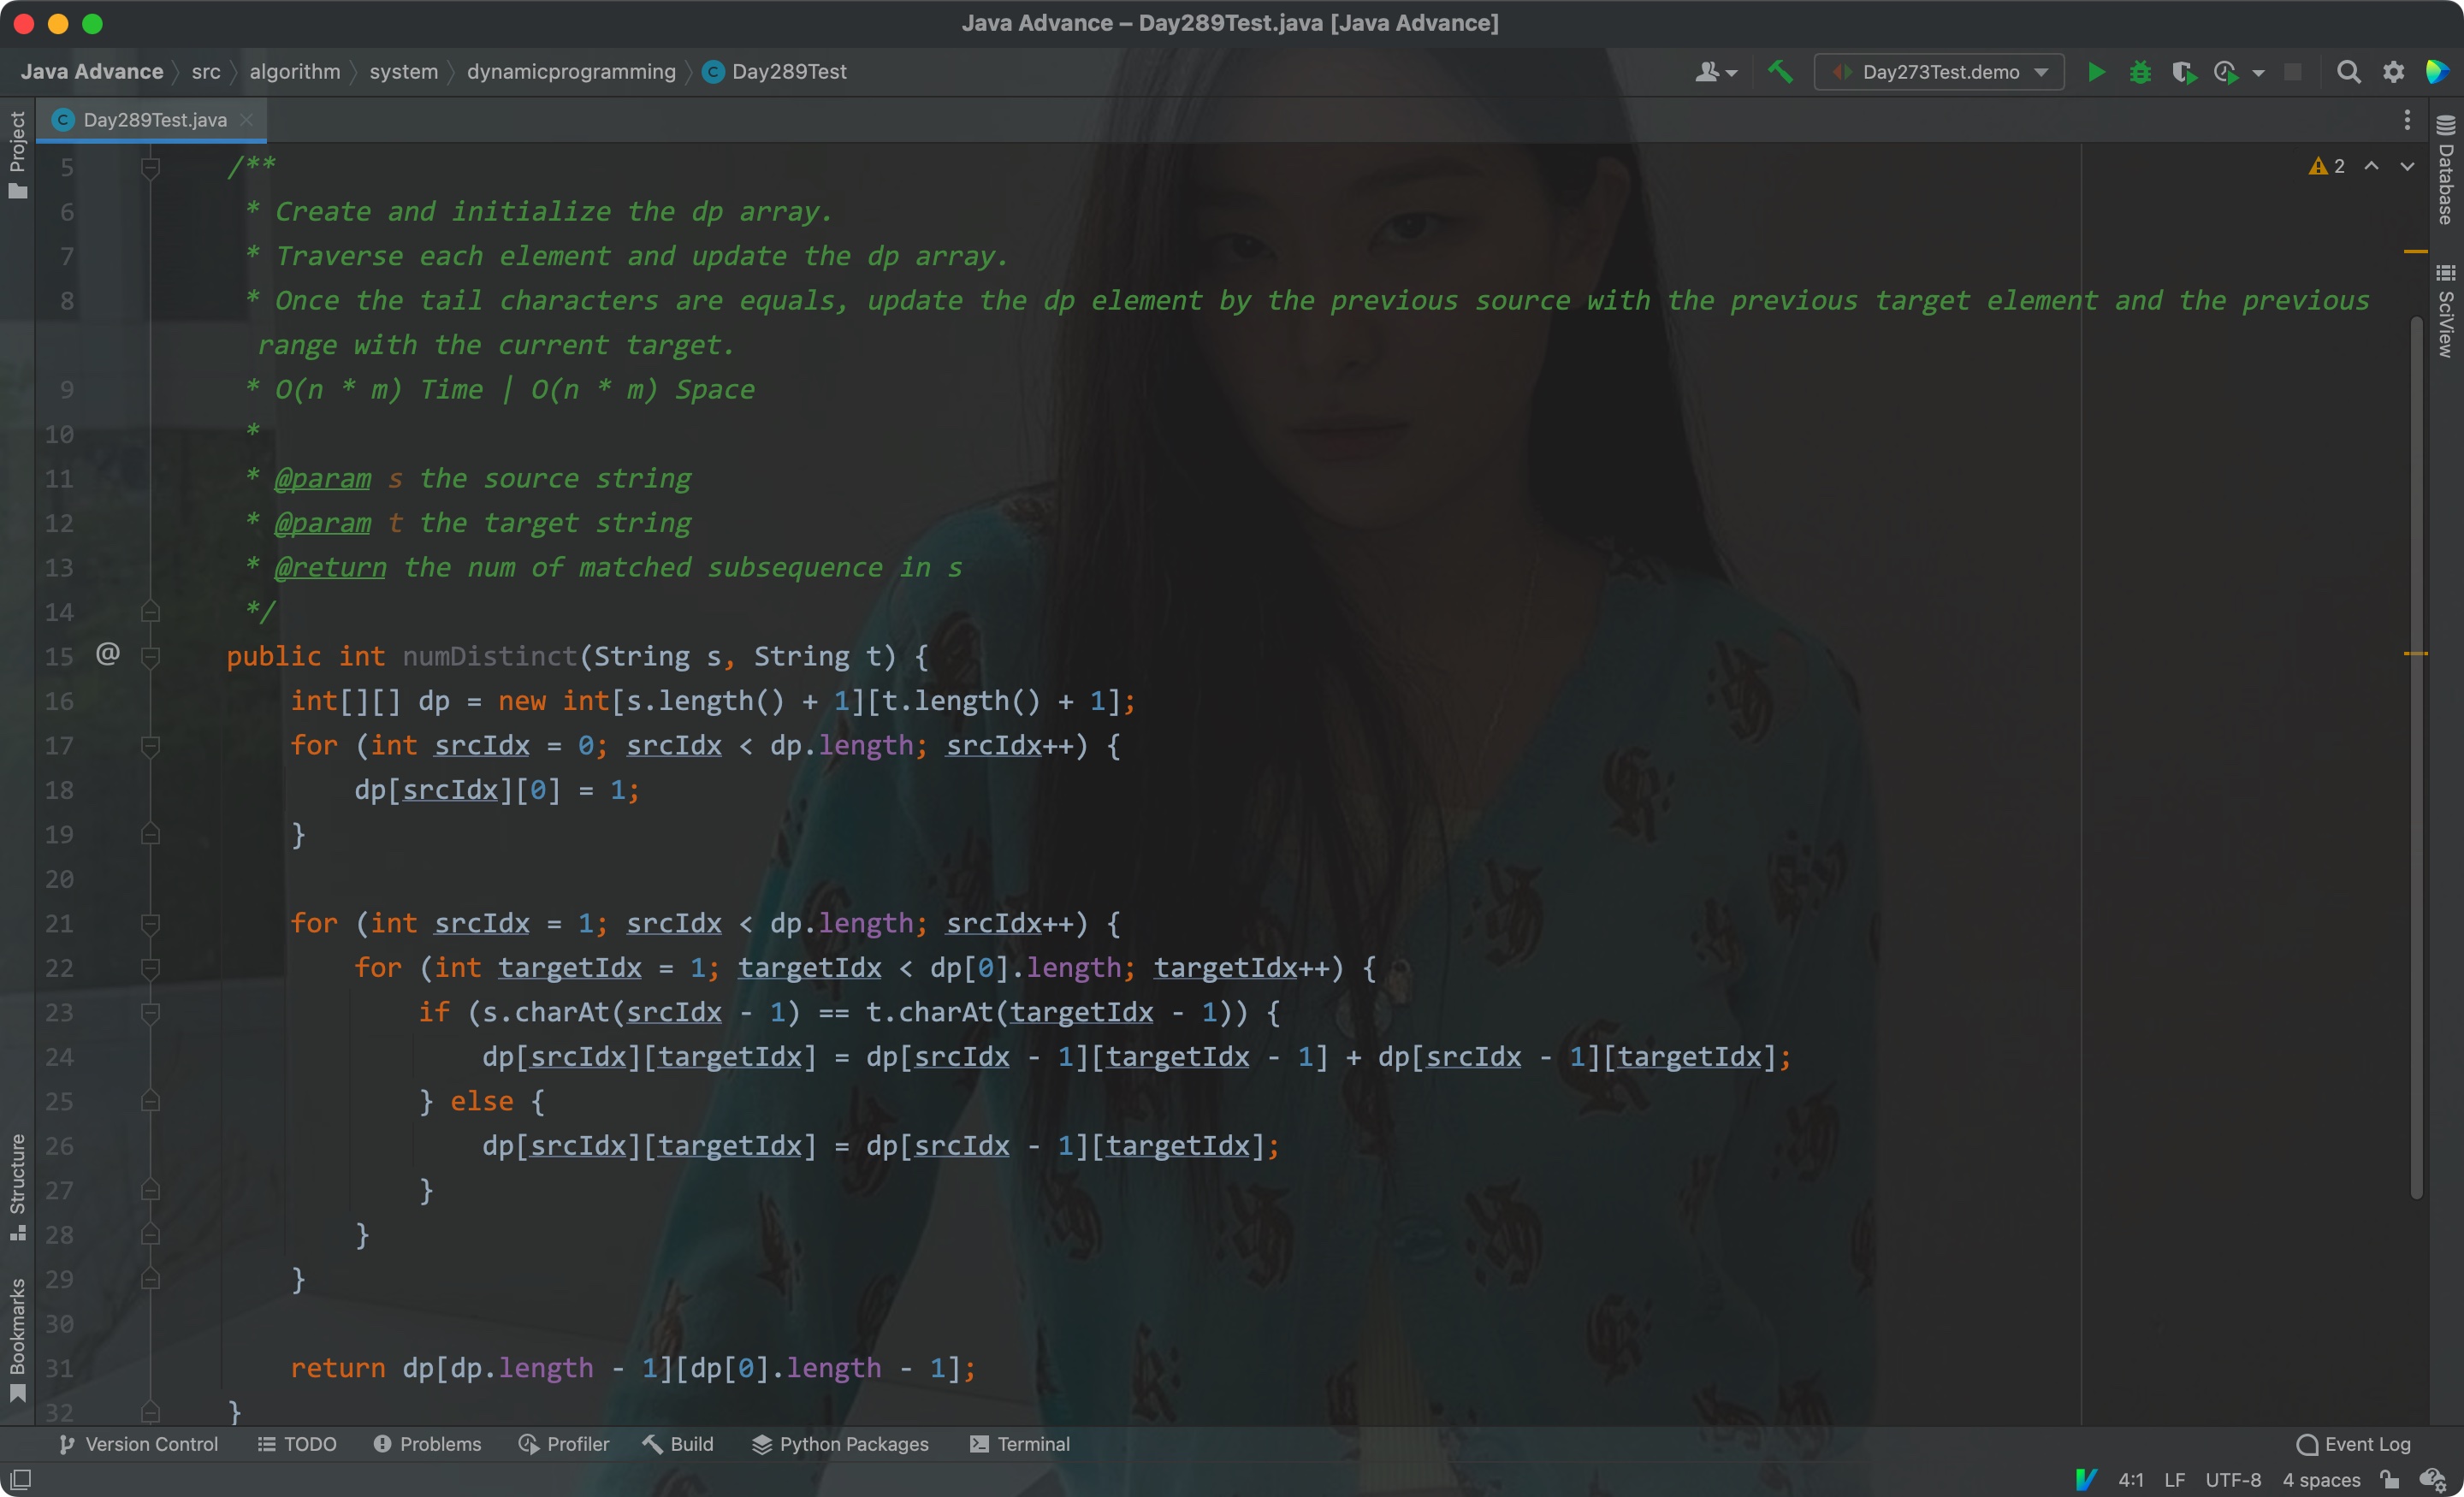 Java Advance – Day289Test.java [Java Advance]
Java Advance src algorithm system dynamicprogramming Day289Test Day273Test.demo
Project
Day289Test.java
Database
SciView
2
5 /**
6 * Create and initialize the dp array.
7 * Traverse each element and update the dp array.
8 * Once the tail characters are equals, update the dp element by the previous source with the previous target element and the previous
range with the current target.
9 * O(n * m) Time | O(n * m) Space
10 *
11 * @param s the source string
12 * @param t the target string
13 * @return the num of matched subsequence in s
14 */
15 @ public int numDistinct(String s, String t) {
16 int[][] dp = new int[s.length() + 1][t.length() + 1];
17 for (int srcIdx = 0; srcIdx < dp.length; srcIdx++) {
18 dp[srcIdx][0] = 1;
19 }
20
21 for (int srcIdx = 1; srcIdx < dp.length; srcIdx++) {
22 for (int targetIdx = 1; targetIdx < dp[0].length; targetIdx++) {
23 if (s.charAt(srcIdx - 1) == t.charAt(targetIdx - 1)) {
24 dp[srcIdx][targetIdx] = dp[srcIdx - 1][targetIdx - 1] + dp[srcIdx - 1][targetIdx];
25 } else {
26 dp[srcIdx][targetIdx] = dp[srcIdx - 1][targetIdx];
27 }
28 }
29 }
30
31 return dp[dp.length - 1][dp[0].length - 1];
32 }
Structure
Bookmarks
Version Control TODO Problems Profiler Build Python Packages Terminal Event Log
4:1 LF UTF-8 4 spaces